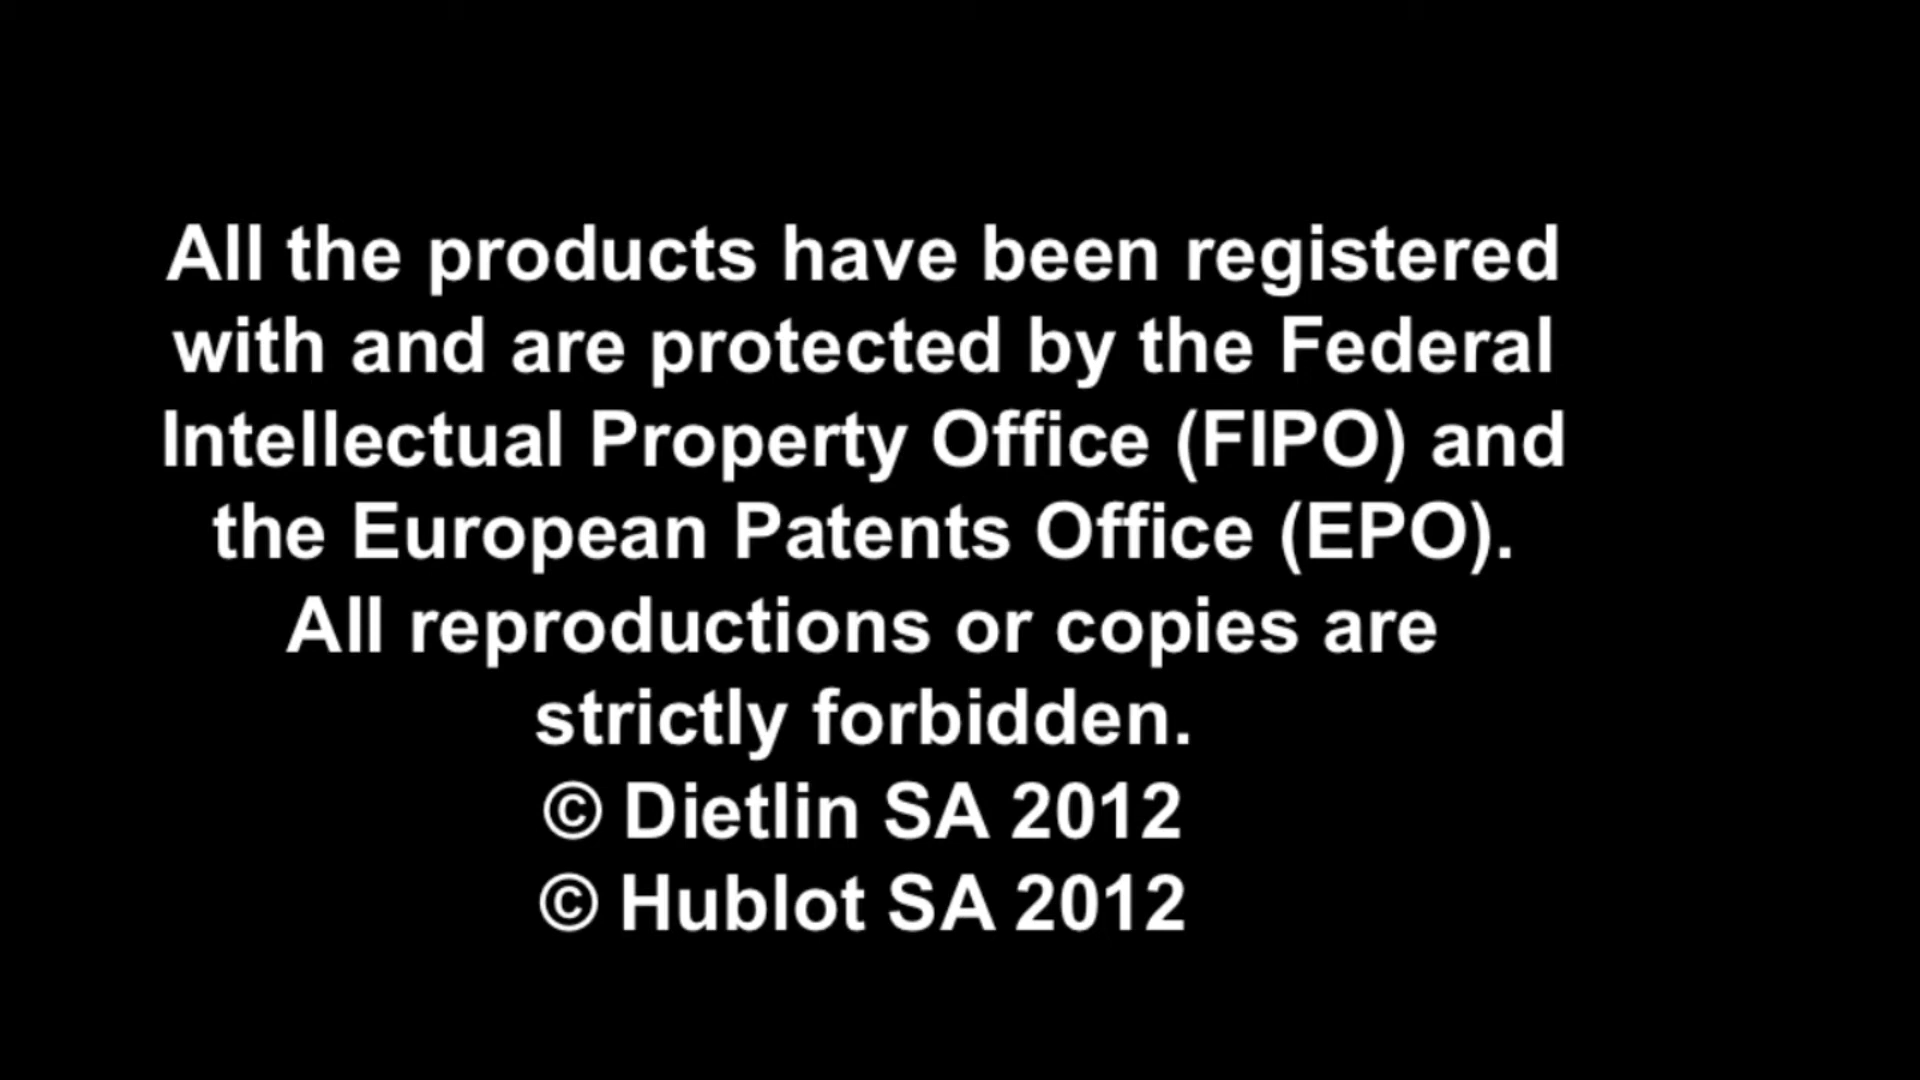 All the products have been registered
with and are protected by the Federal
Intellectual Property Office (FIPO) and
the European Patents Office (EPO).
All reproductions or copies are
strictly forbidden.
© Dietlin SA 2012
© Hublot SA 2012